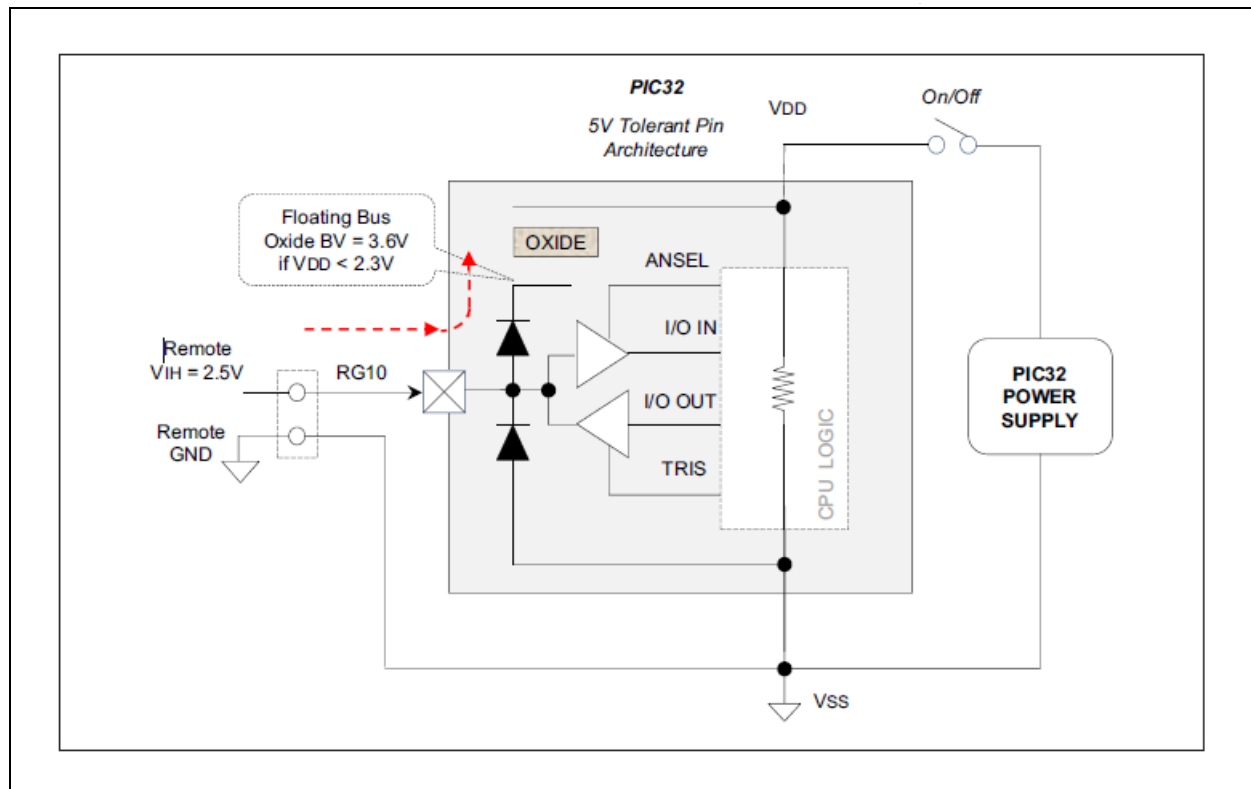 PIC32
5V Tolerant Pin
Architecture
VDD
On/Off
Floating Bus
Oxide BV = 3.6V
if VDD < 2.3V
OXIDE
ANSEL
I/O IN
Remote
VIH = 2.5V
RG10
I/O OUT
Remote
GND
TRIS
CPU LOGIC
PIC32
POWER
SUPPLY
VSS